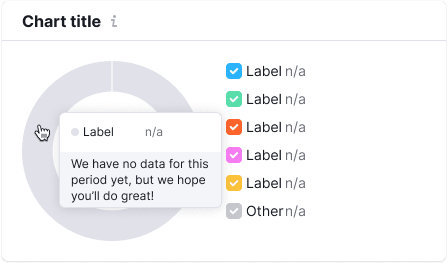 Chart title i
Label n/a
Label n/a
Label n/a
Label n/a
Label n/a
Other n/a
Label n/a
We have no data for this
period yet, but we hope
you'll do great!